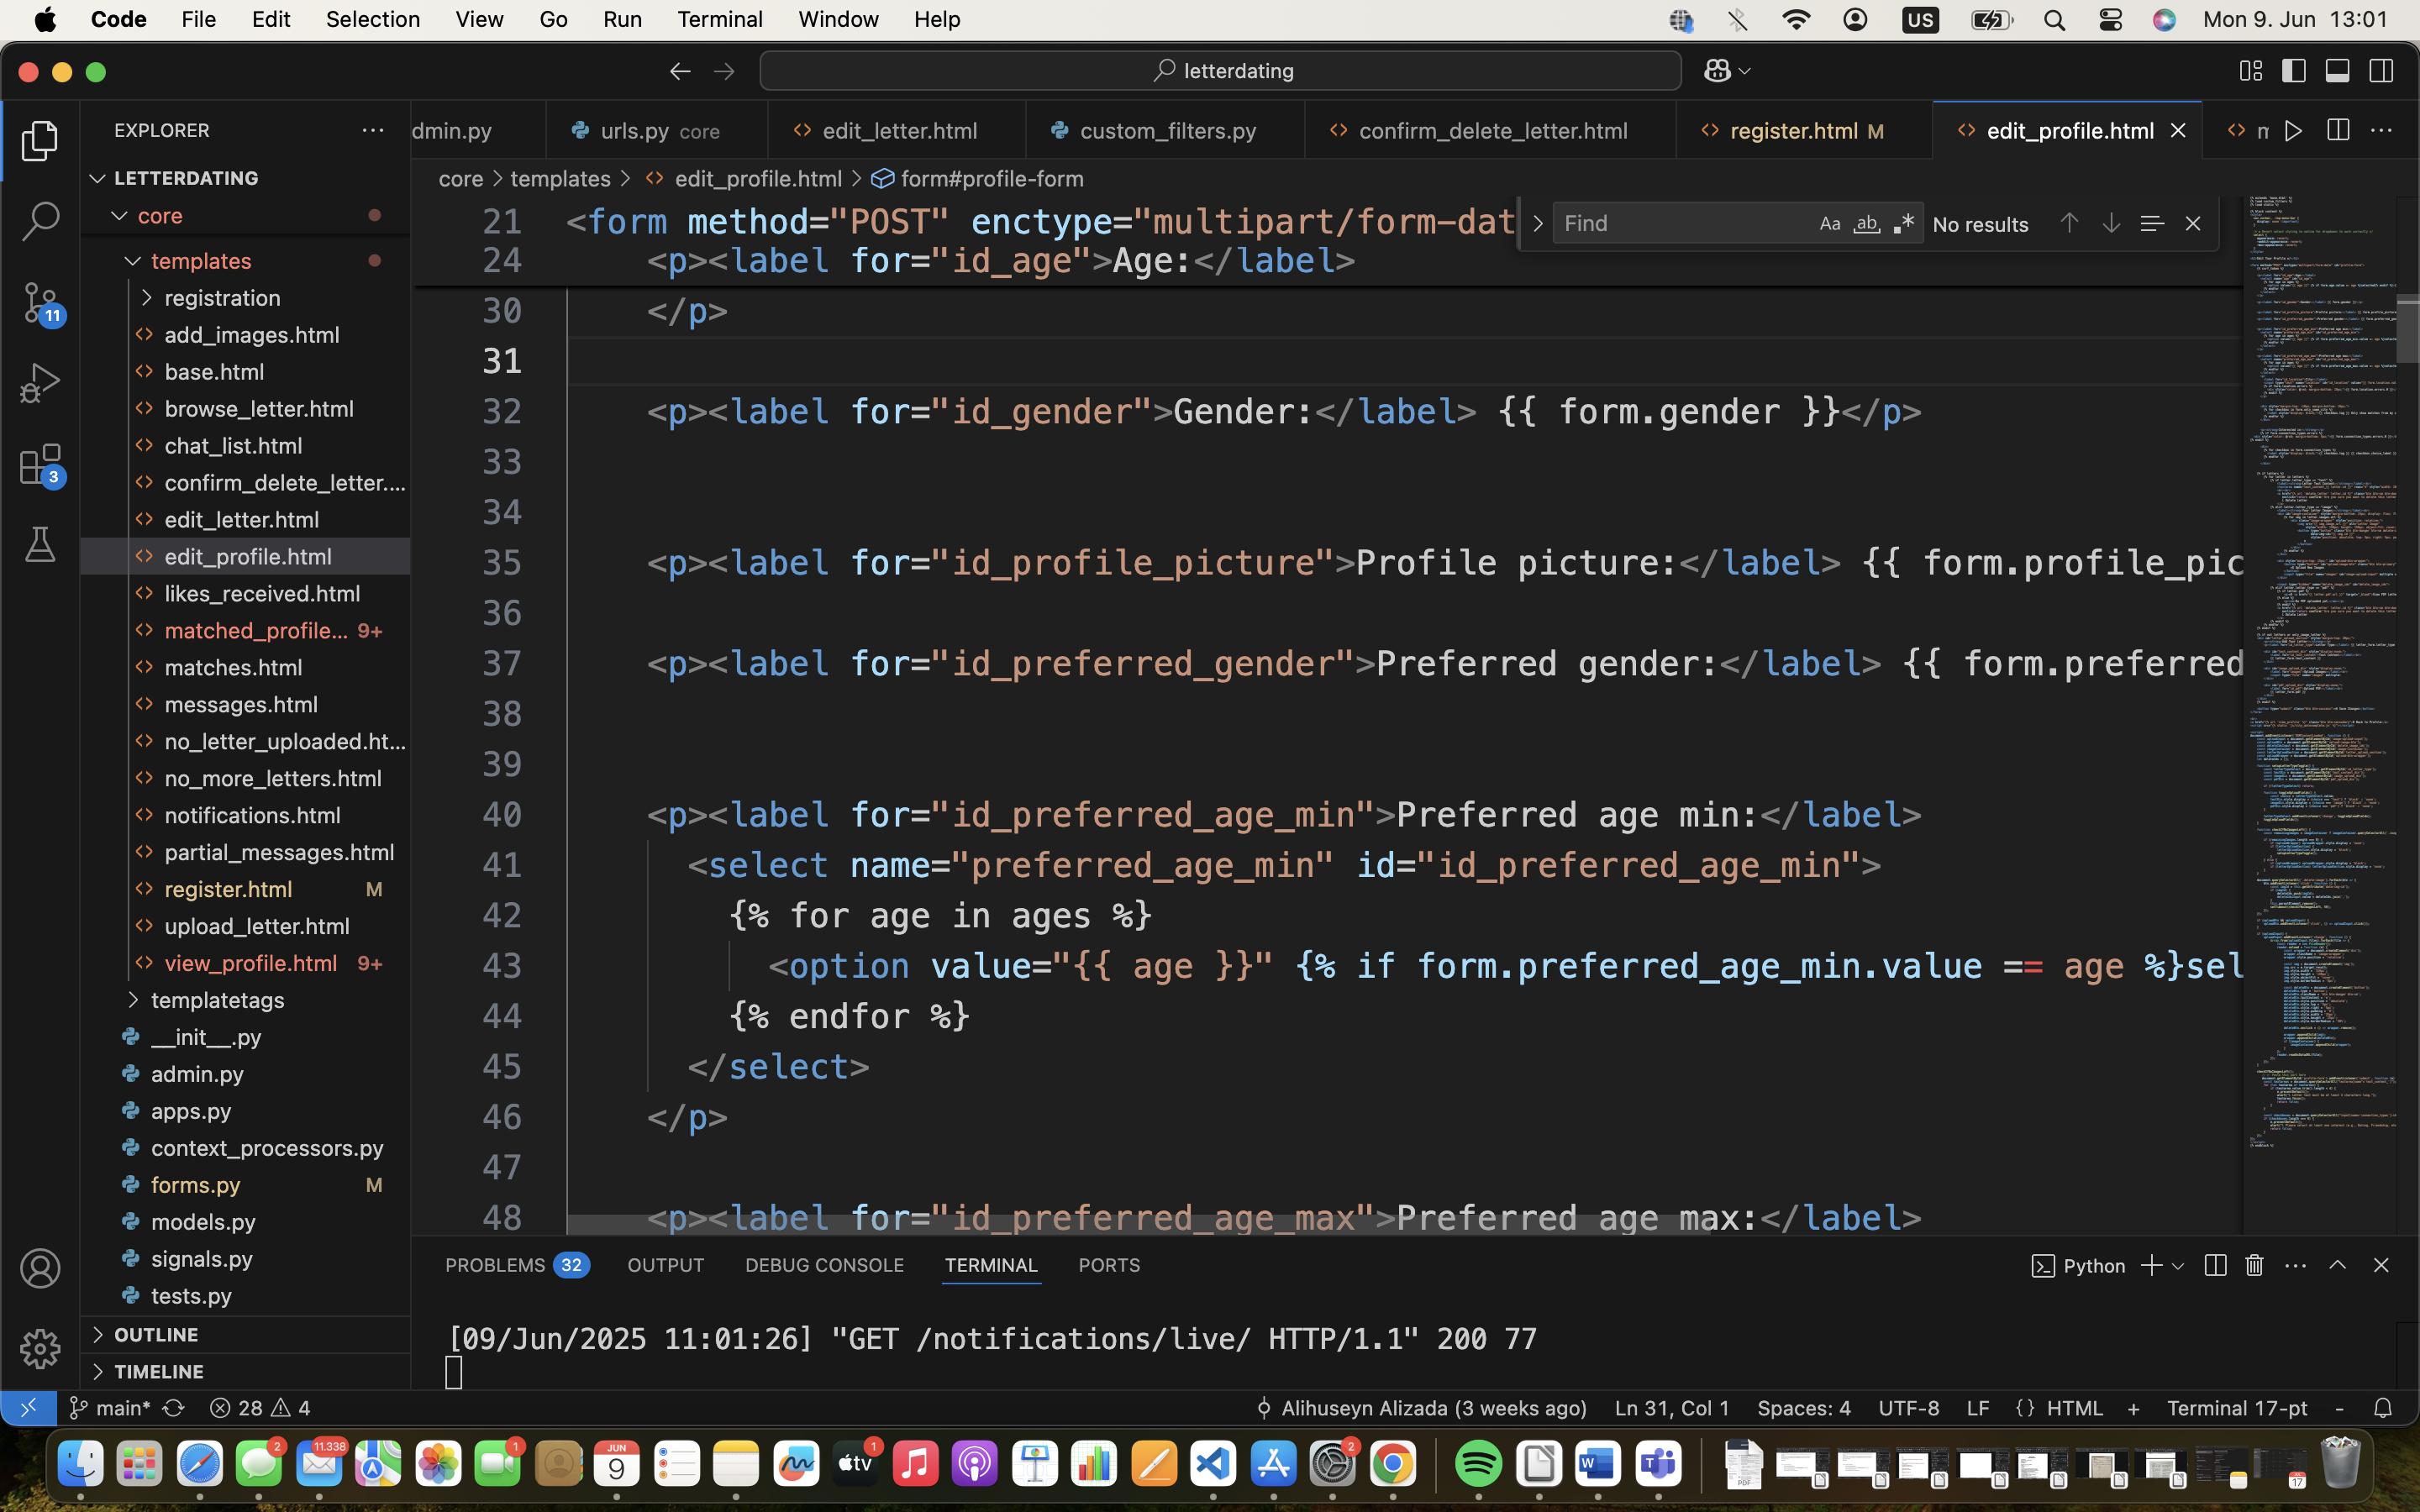 Code File Edit Selection View Go Run Terminal Window Help
US Mon 9. Jun 13:01
letterdating
EXPLORER
LETTERDATING
core
templates
registration
add_images.html
base.html
browse_letter.html
chat_list.html
confirm_delete_letter....
edit_letter.html
edit_profile.html
likes_received.html
matched_profile... 9+
matches.html
messages.html
no_letter_uploaded.ht...
no_more_letters.html
notifications.html
partial_messages.html
register.html M
upload_letter.html
view_profile.html 9+
templatetags
__init__.py
admin.py
apps.py
context_processors.py
forms.py M
models.py
signals.py
tests.py
OUTLINE
TIMELINE
11
3
dmin.py urls.py core edit_letter.html custom_filters.py confirm_delete_letter.html register.html M edit_profile.html m
core > templates > edit_profile.html > form#profile-form
Find Aa ab .* No results
21 <form method="POST" enctype="multipart/form-dat
24 <p><label for="id_age">Age:</label>
30 </p>
31
32 <p><label for="id_gender">Gender:</label> {{ form.gender }}</p>
33
34
35 <p><label for="id_profile_picture">Profile picture:</label> {{ form.profile_pic
36
37 <p><label for="id_preferred_gender">Preferred gender:</label> {{ form.preferred
38
39
40 <p><label for="id_preferred_age_min">Preferred age min:</label>
41 <select name="preferred_age_min" id="id_preferred_age_min">
42 {% for age in ages %}
43 <option value="{{ age }}" {% if form.preferred_age_min.value == age %}sel
44 {% endfor %}
45 </select>
46 </p>
47
48 <p><label for="id_preferred_age_max">Preferred age max:</label>
PROBLEMS 32 OUTPUT DEBUG CONSOLE TERMINAL PORTS
Python
[09/Jun/2025 11:01:26] "GET /notifications/live/ HTTP/1.1" 200 77
main* 28 4
Alihuseyn Alizada (3 weeks ago) Ln 31, Col 1 Spaces: 4 UTF-8 LF {} HTML + Terminal 17-pt -
2
11.338
1
JUN
9
tv
1
2
W
T
PDF
17